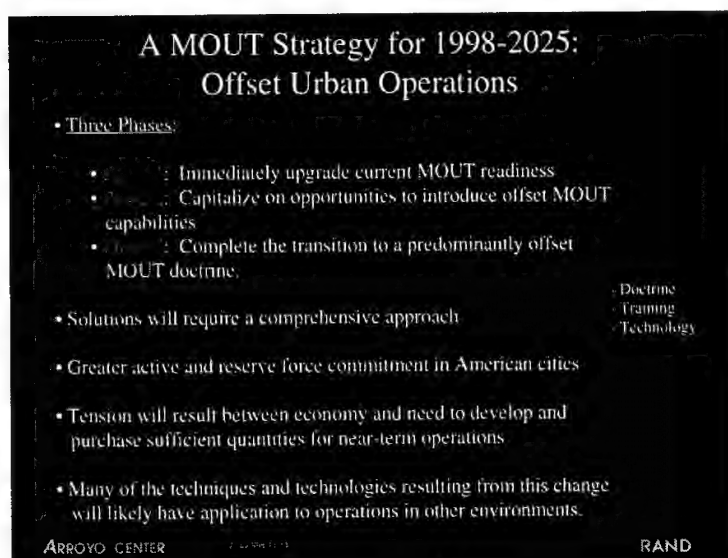 A MOUT Strategy for 1998-2025:
Offset Urban Operations
• Three Phases:
• : Immediately upgrade current MOUT readiness
• : Capitalize on opportunities to introduce offset MOUT
capabilities
• : Complete the transition to a predominantly offset
MOUT doctrine.
- Doctrine
- Training
- Technology
• Solutions will require a comprehensive approach
• Greater active and reserve force commitment in American cities
• Tension will result between economy and need to develop and
purchase sufficient quantities for near-term operations
• Many of the techniques and technologies resulting from this change
will likely have application to operations in other environments.
ARROYO CENTER
RAND